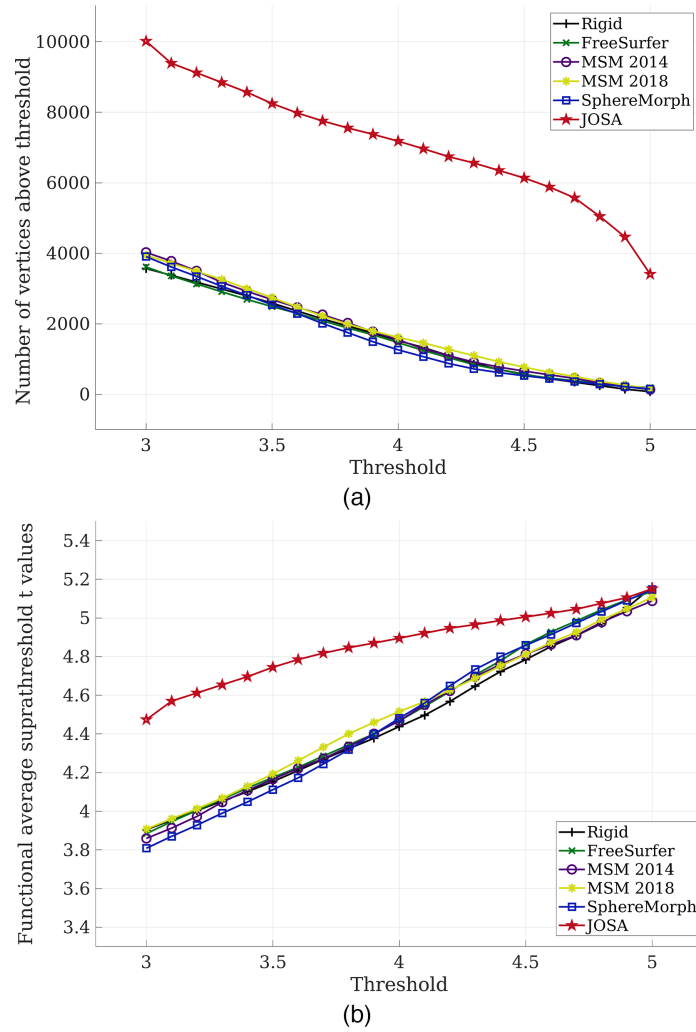 10000
8000
6000
4000
2000
0
Number of vertices above threshold
Rigid
FreeSurfer
MSM 2014
MSM 2018
SphereMorph
JOSA
3
3.5
4
4.5
5
Threshold
(a)
5.4
5.2
5
4.8
4.6
4.4
4.2
4
3.8
3.6
3.4
Functional average suprathreshold t values
Rigid
FreeSurfer
MSM 2014
MSM 2018
SphereMorph
JOSA
3
3.5
4
4.5
5
Threshold
(b)